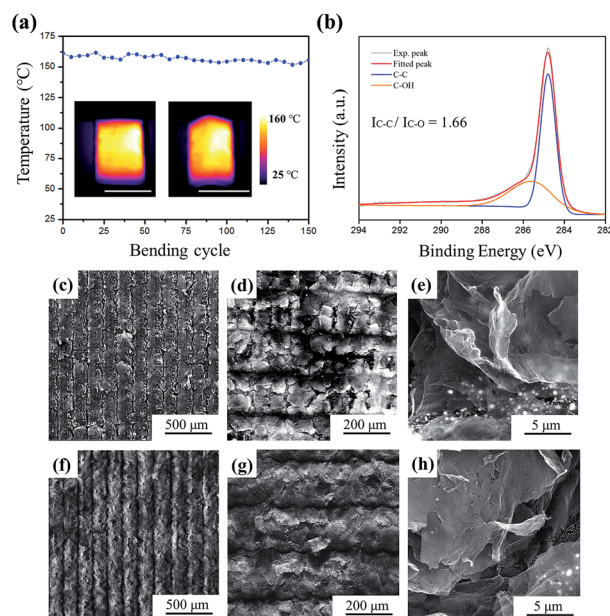 (a)
175
150
125
100
75
50
25
0
25
50
75
100
125
150
Temperature (℃)
Bending cycle
160 ℃
25 ℃
(b)
Exp. peak
Fitted peak
C-C
C-OH
IC-C / IC-O = 1.66
Intensity (a.u.)
294
292
290
288
286
284
282
Binding Energy (eV)
(c)
500 μm
(d)
200 μm
(e)
5 μm
(f)
500 μm
(g)
200 μm
(h)
5 μm